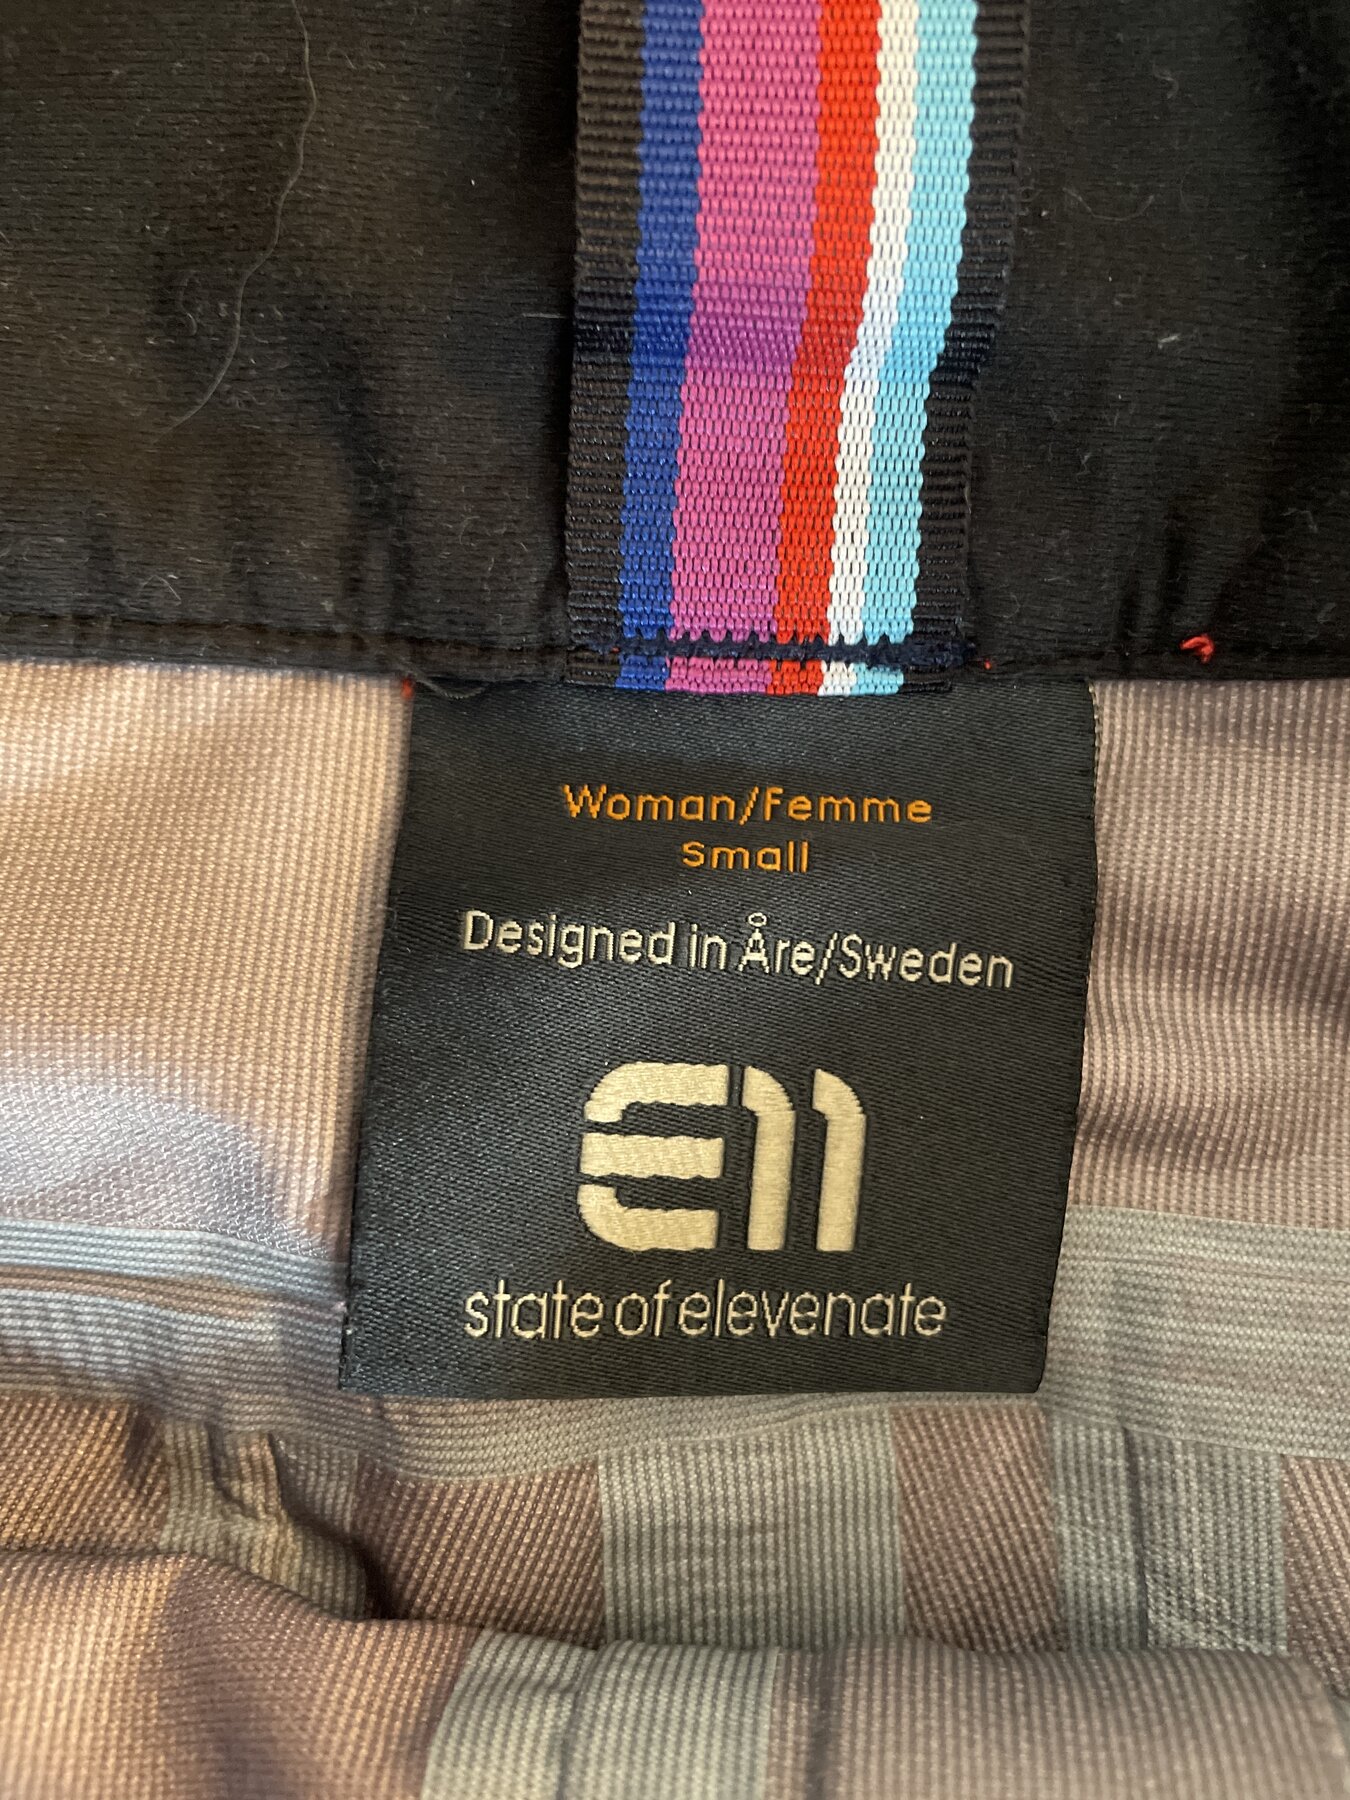 Woman/Femme
Small
Designed in Åre/Sweden
E11
state of elevenate